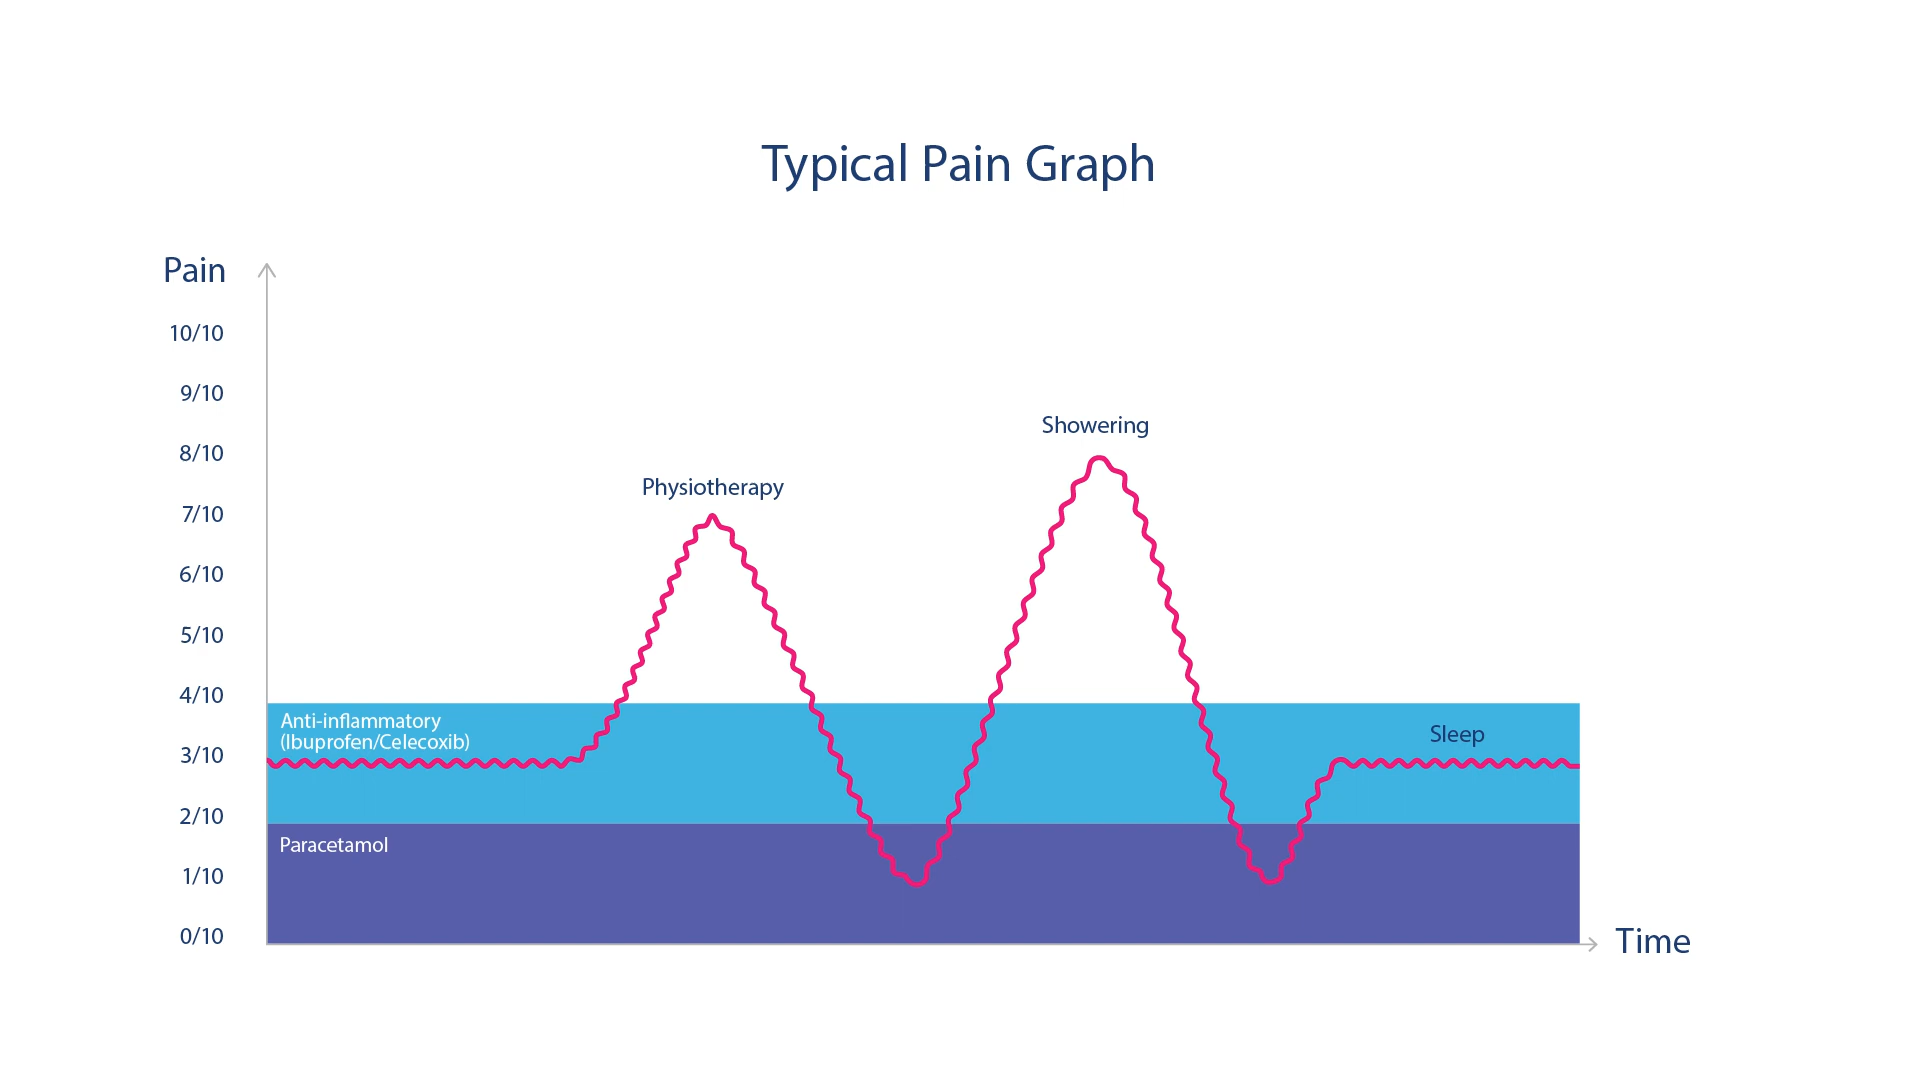 Typical Pain Graph
Pain
10/10
9/10
8/10
7/10
6/10
5/10
4/10
3/10
2/10
1/10
0/10
Physiotherapy
Showering
Anti-inflammatory
(Ibuprofen/Celecoxib)
Sleep
Paracetamol
Time